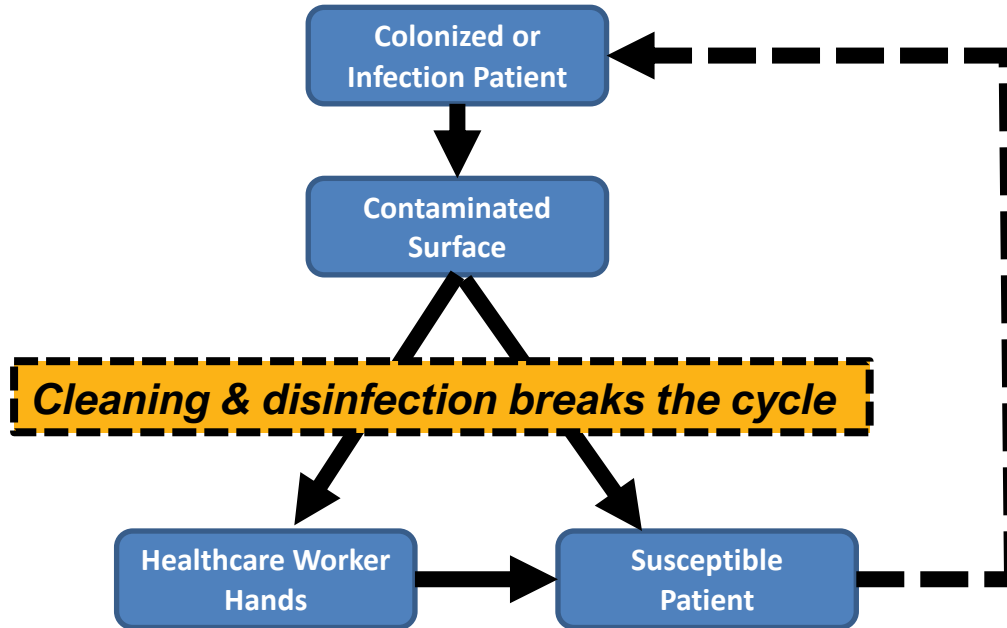 Colonized or
Infection Patient
Contaminated
Surface
Cleaning & disinfection breaks the cycle
Healthcare Worker
Hands
Susceptible
Patient